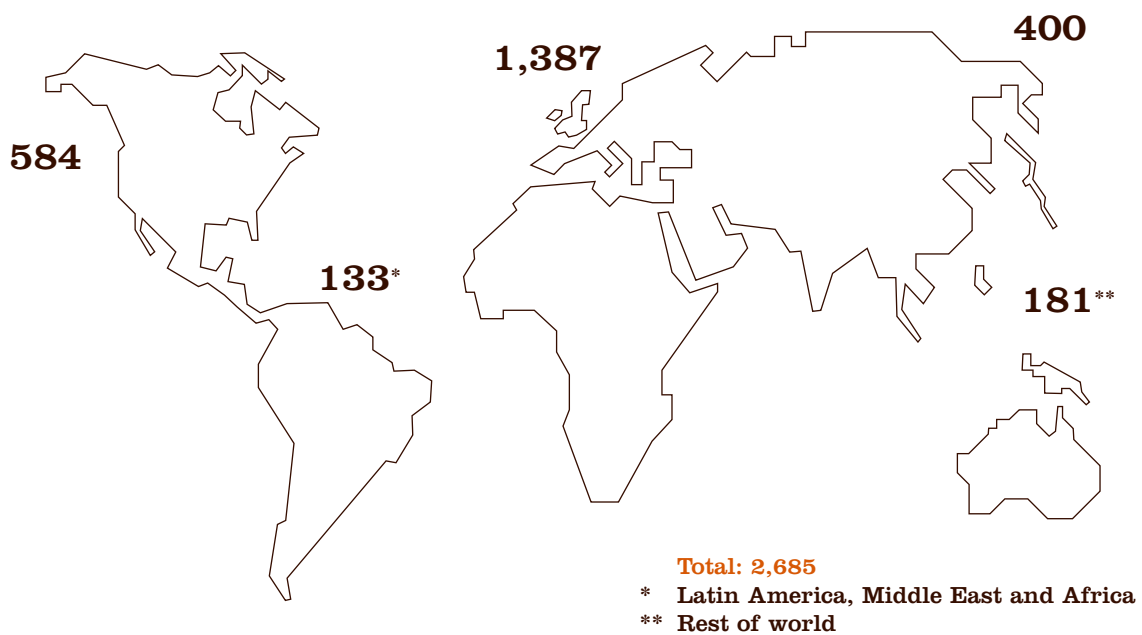 400
1,387
584
133*
181**
Total: 2,685
* Latin America, Middle East and Africa
** Rest of world